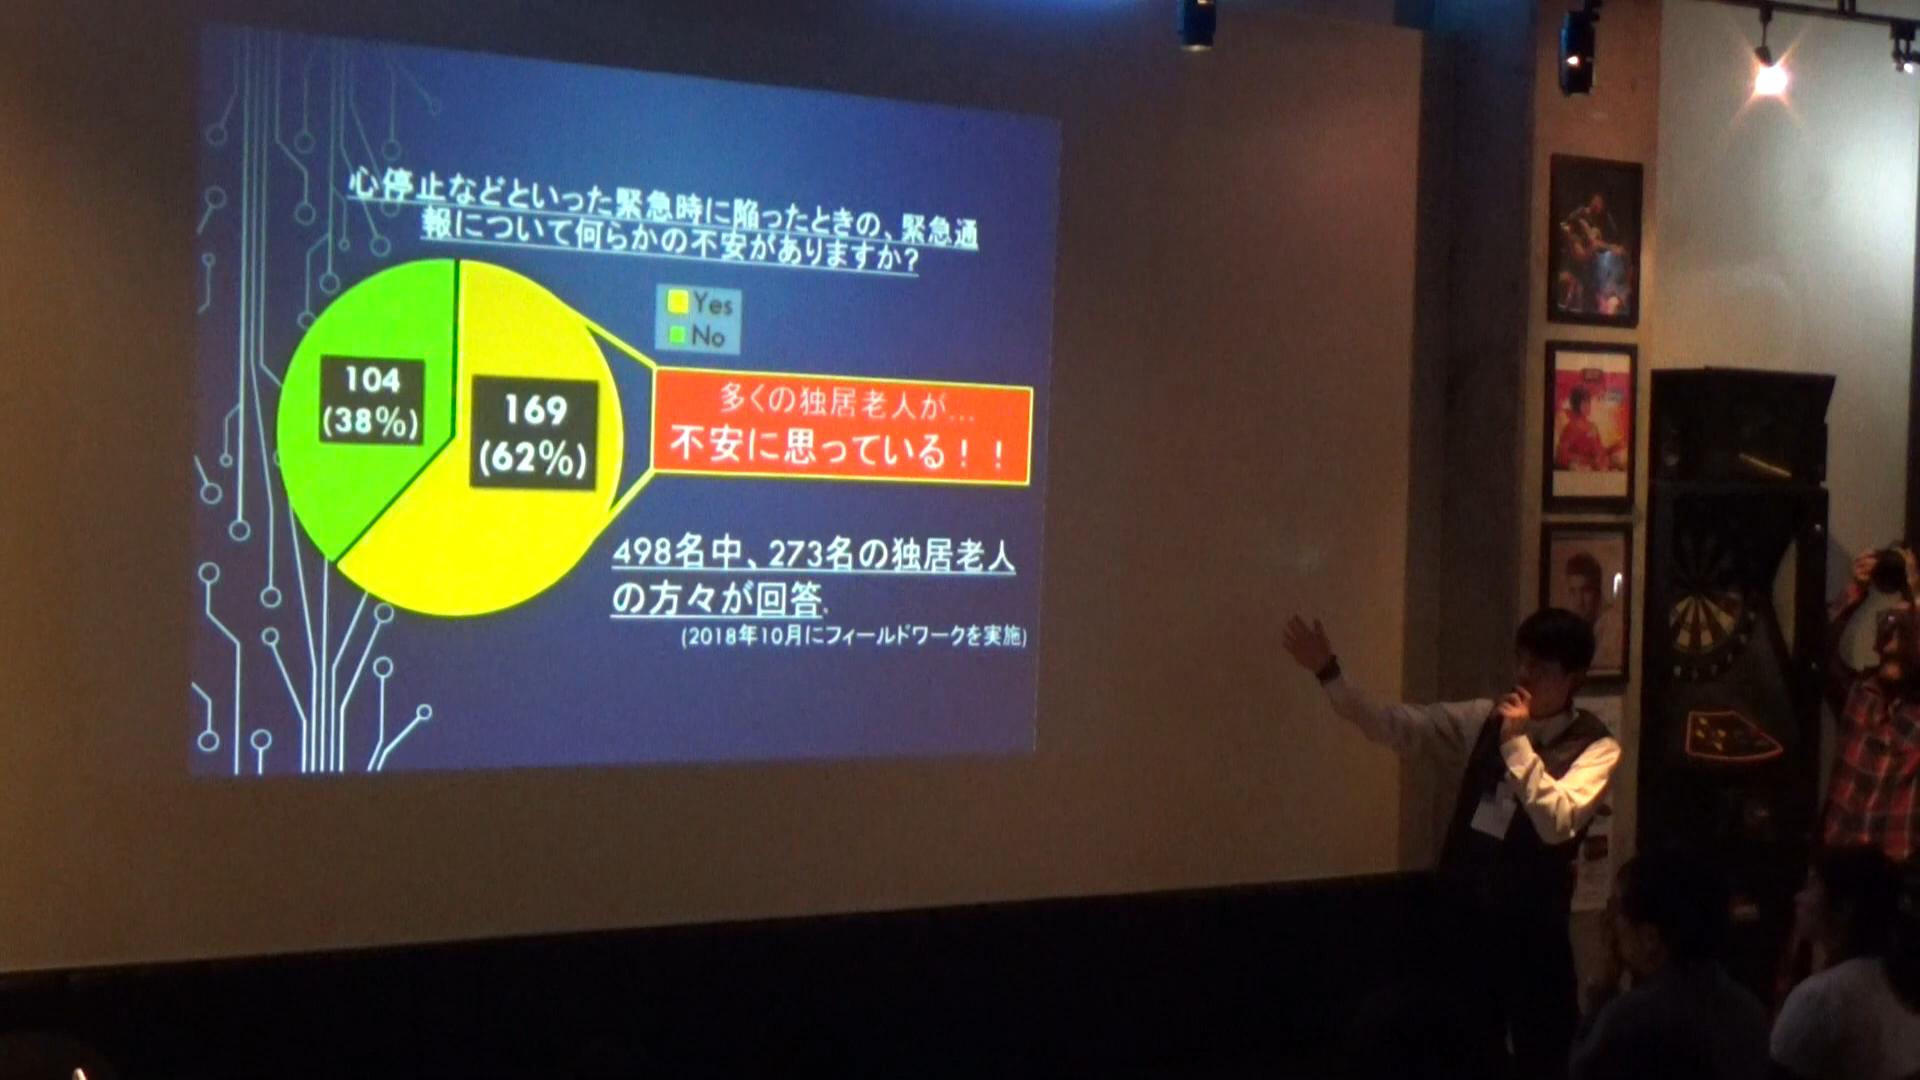 心停止などといった緊急時に陥ったときの、緊急通
報について何らかの不安がありますか?
Yes
No
104
(38%)
169
(62%)
多くの独居老人が...
不安に思っている！！
498名中、273名の独居老人
の方々が回答.
(2018年10月にフィールドワークを実施)